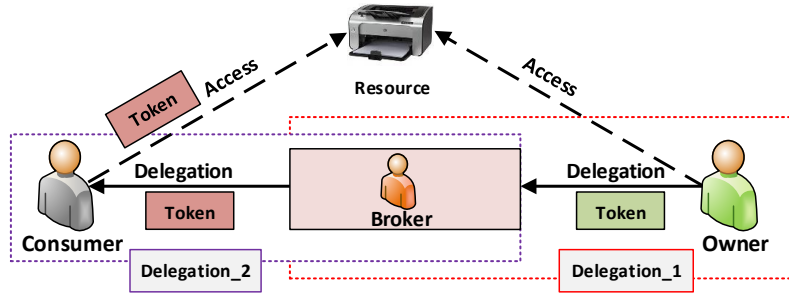 Access
Token
Access
Resource
Delegation
Delegation
Token
Broker
Token
Consumer
Owner
Delegation_2
Delegation_1